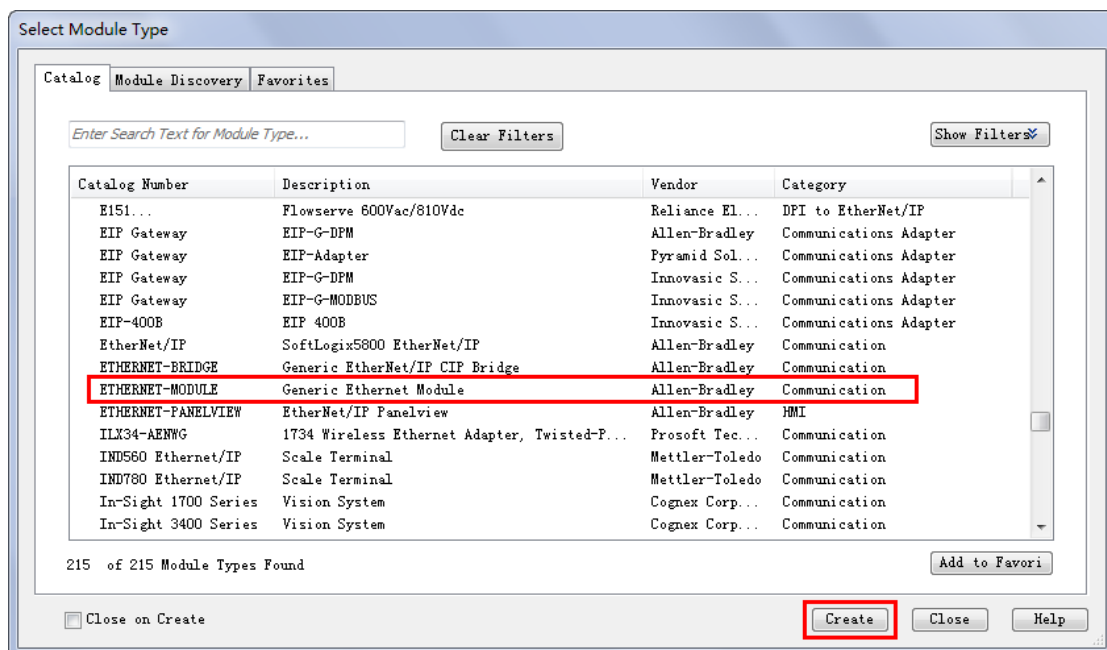 Select Module Type
Catalog Module Discovery Favorites
Enter Search Text for Module Type... Clear Filters Show Filters
Catalog Number Description Vendor Category
E151... Flowserve 600Vac/810Vdc Reliance El... DPI to EtherNet/IP
EIP Gateway EIP-G-DPM Allen-Bradley Communications Adapter
EIP Gateway EIP-Adapter Pyramid Sol... Communications Adapter
EIP Gateway EIP-G-DPM Innovasic S... Communications Adapter
EIP Gateway EIP-G-MODBUS Innovasic S... Communications Adapter
EIP-400B EIP 400B Innovasic S... Communications Adapter
EtherNet/IP SoftLogix5800 EtherNet/IP Allen-Bradley Communication
ETHERNET-BRIDGE Generic EtherNet/IP CIP Bridge Allen-Bradley Communication
ETHERNET-MODULE Generic Ethernet Module Allen-Bradley Communication
ETHERNET-PANELVIEW EtherNet/IP Panelview Allen-Bradley HMI
ILX34-AENWG 1734 Wireless Ethernet Adapter, Twisted-P... Prosoft Tec... Communication
IND560 Ethernet/IP Scale Terminal Mettler-Toledo Communication
IND780 Ethernet/IP Scale Terminal Mettler-Toledo Communication
In-Sight 1700 Series Vision System Cognex Corp... Communication
In-Sight 3400 Series Vision System Cognex Corp... Communication
215 of 215 Module Types Found Add to Favori
Close on Create Create Close Help